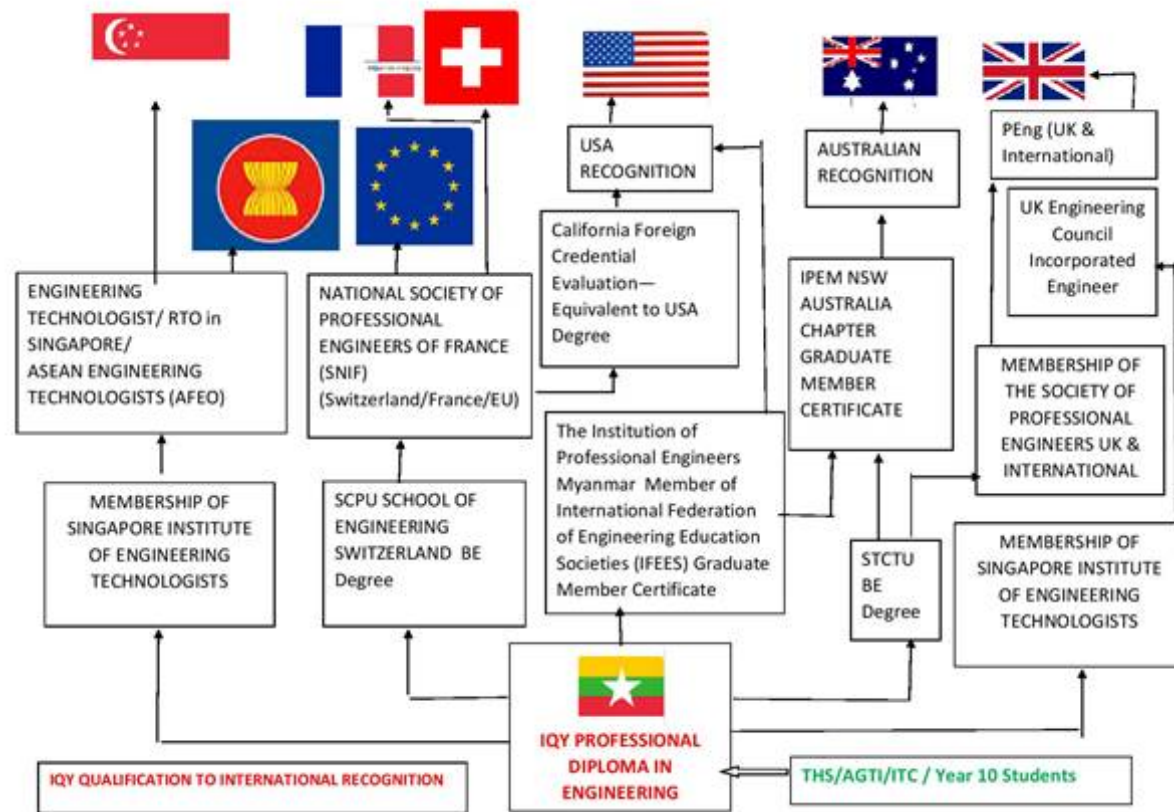 USA
RECOGNITION
AUSTRALIAN
RECOGNITION
PEng (UK &
International)
UK Engineering
Council
Incorporated
Engineer
California Foreign
Credential
Evaluation—
Equivalent to USA
Degree
ENGINEERING
TECHNOLOGIST/ RTO in
SINGAPORE/
ASEAN ENGINEERING
TECHNOLOGISTS (AFEO)
NATIONAL SOCIETY OF
PROFESSIONAL
ENGINEERS OF FRANCE
(SNIF)
(Switzerland/France/EU)
IPEM NSW
AUSTRALIA
CHAPTER
GRADUATE
MEMBER
CERTIFICATE
MEMBERSHIP OF
THE SOCIETY OF
PROFESSIONAL
ENGINEERS UK &
INTERNATIONAL
The Institution of
Professional Engineers
Myanmar Member of
International Federation
of Engineering Education
Societies (IFEES) Graduate
Member Certificate
MEMBERSHIP OF
SINGAPORE INSTITUTE
OF ENGINEERING
TECHNOLOGISTS
SCPU SCHOOL OF
ENGINEERING
SWITZERLAND BE
Degree
STCTU
BE
Degree
MEMBERSHIP OF
SINGAPORE INSTITUTE
OF ENGINEERING
TECHNOLOGISTS
IQY PROFESSIONAL
DIPLOMA IN
ENGINEERING
IQY QUALIFICATION TO INTERNATIONAL RECOGNITION
THS/AGTI/ITC / Year 10 Students